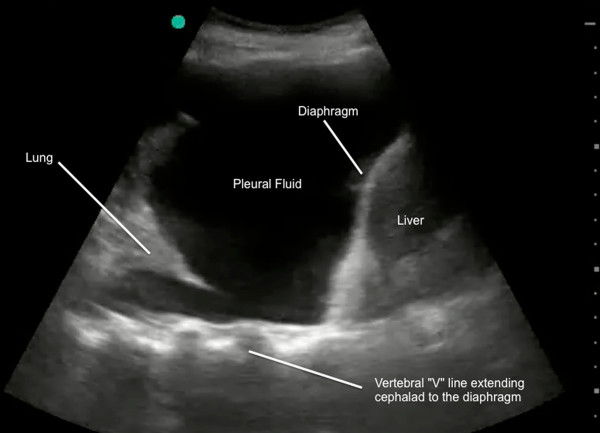 Diaphragm
Lung
Pleural Fluid
Liver
Vertebral "V" line extending
cephalad to the diaphragm